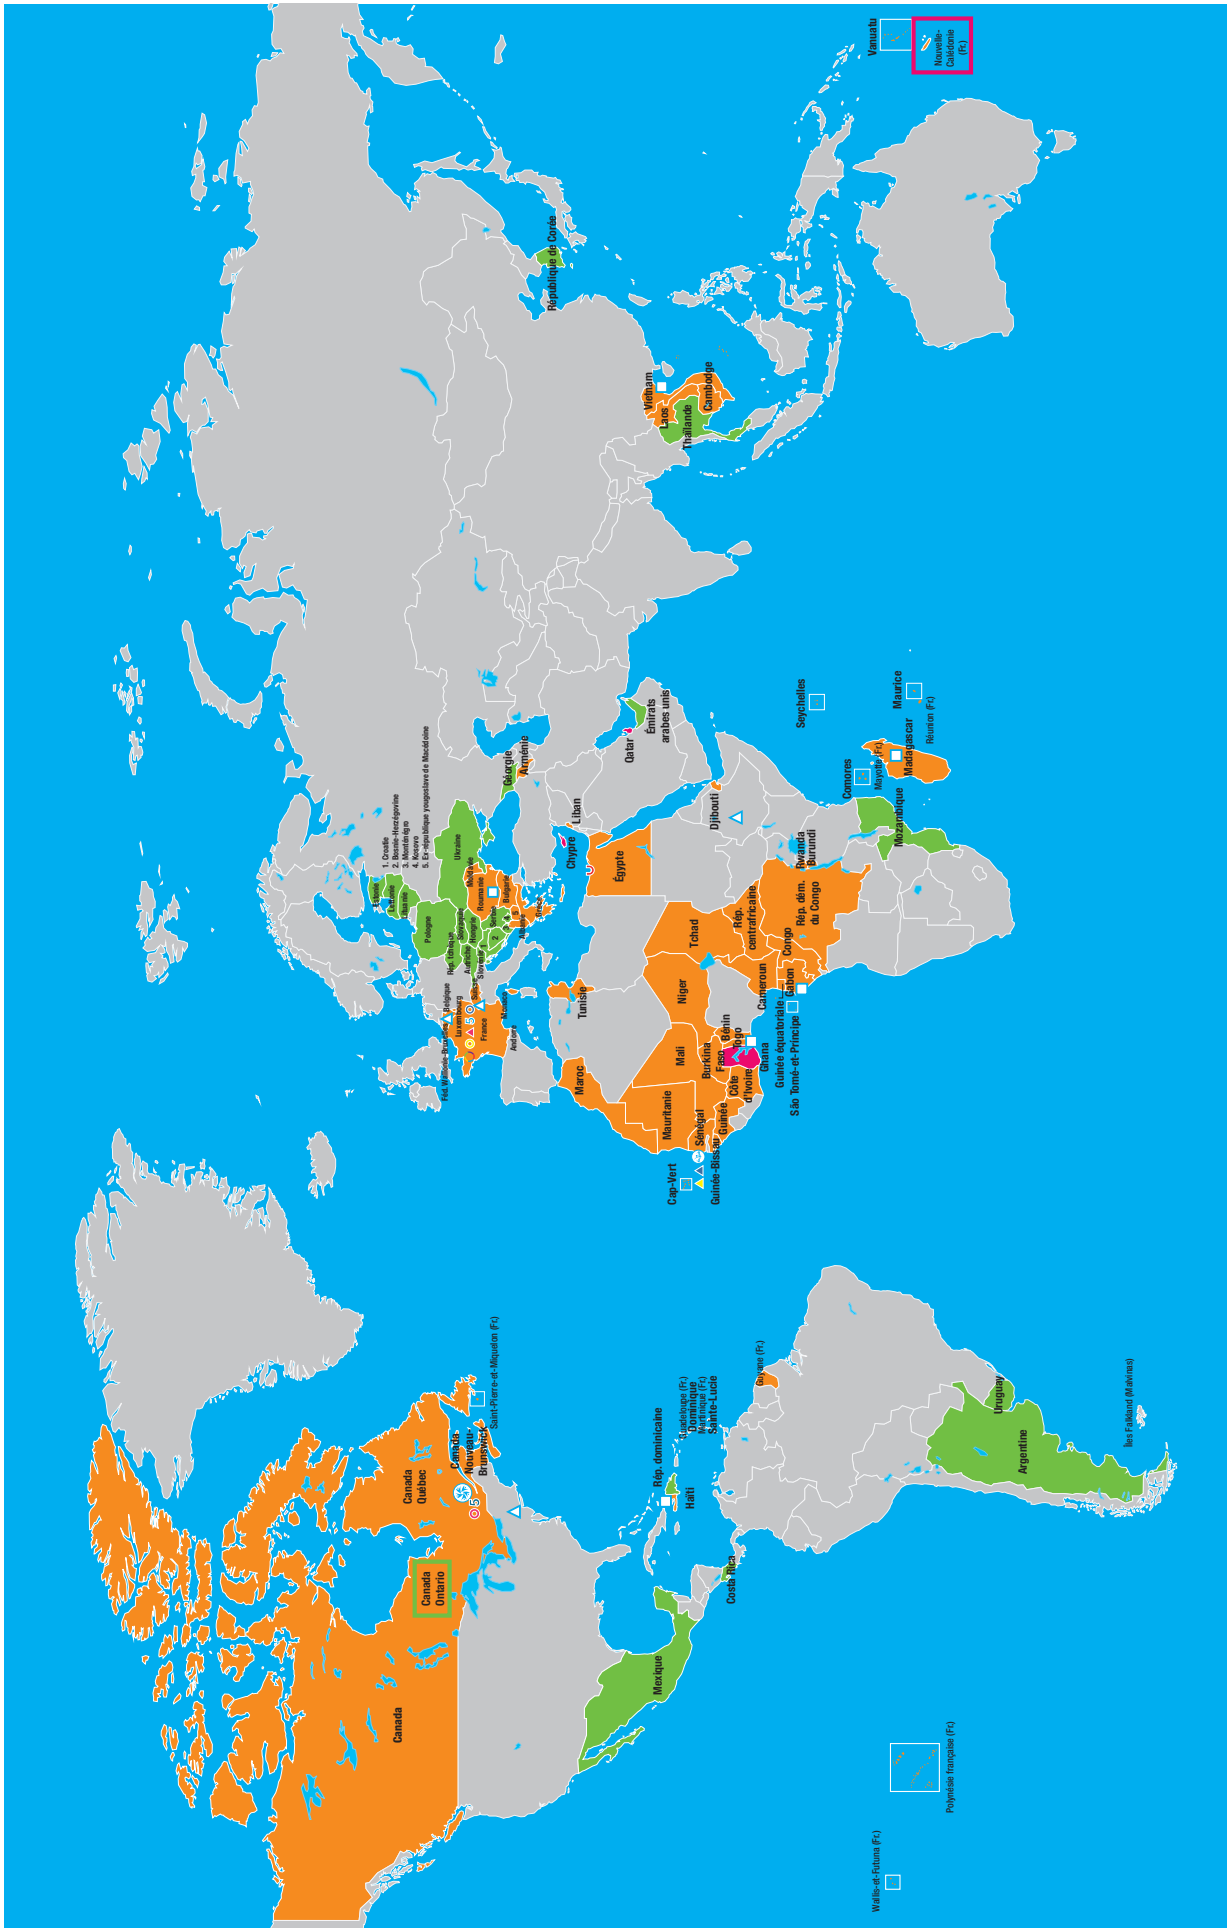 Canada
Canada
Ontario
Canada
Québec
Canada
Nouveau-
Brunswick
5
Saint-Pierre-et-Miquelon (Fr.)
Mexique
Costa Rica
Haïti
Rép. dominicaine
Guadeloupe (Fr.)
Dominique
Martinique (Fr.)
Sainte-Lucie
Guyane (Fr.)
Argentine
Uruguay
Îles Falkland (Malvinas)
Wallis-et-Futuna (Fr.)
Polynésie française (Fr.)
Féd. Wallonie-Bruxelles
Belgique
Luxembourg
5
France
Suisse
Monaco
Andorre
Estonie
Lettonie
Lituanie
Pologne
Rép. tchèque
Slovaquie
Autriche
Hongrie
Slovénie
1
2
3
4
5
Serbie
Albanie
Ukraine
Moldavie
Roumanie
Bulgarie
Grèce
1. Croatie
2. Bosnie-Herzégovine
3. Monténégro
4. Kosovo
5. Ex-république yougoslave de Macédoine
Géorgie
Arménie
Chypre
Liban
Qatar
Émirats
arabes unis
Égypte
Tunisie
Maroc
Mauritanie
Mali
Niger
Tchad
Cap-Vert
Sénégal
Guinée-Bissau
Guinée
Côte
d'Ivoire
Burkina
Faso
Ghana
Togo
Bénin
Cameroun
Rép.
centrafricaine
Guinée équatoriale
São Tomé-et-Príncipe
Gabon
Congo
Rép. dém.
du Congo
Rwanda
Burundi
Djibouti
Seychelles
Comores
Mayotte (Fr.)
Madagascar
Maurice
Réunion (Fr.)
Mozambique
République de Corée
Vietnam
Laos
Thaïlande
Cambodge
Vanuatu
Nouvelle-
Calédonie
(Fr.)